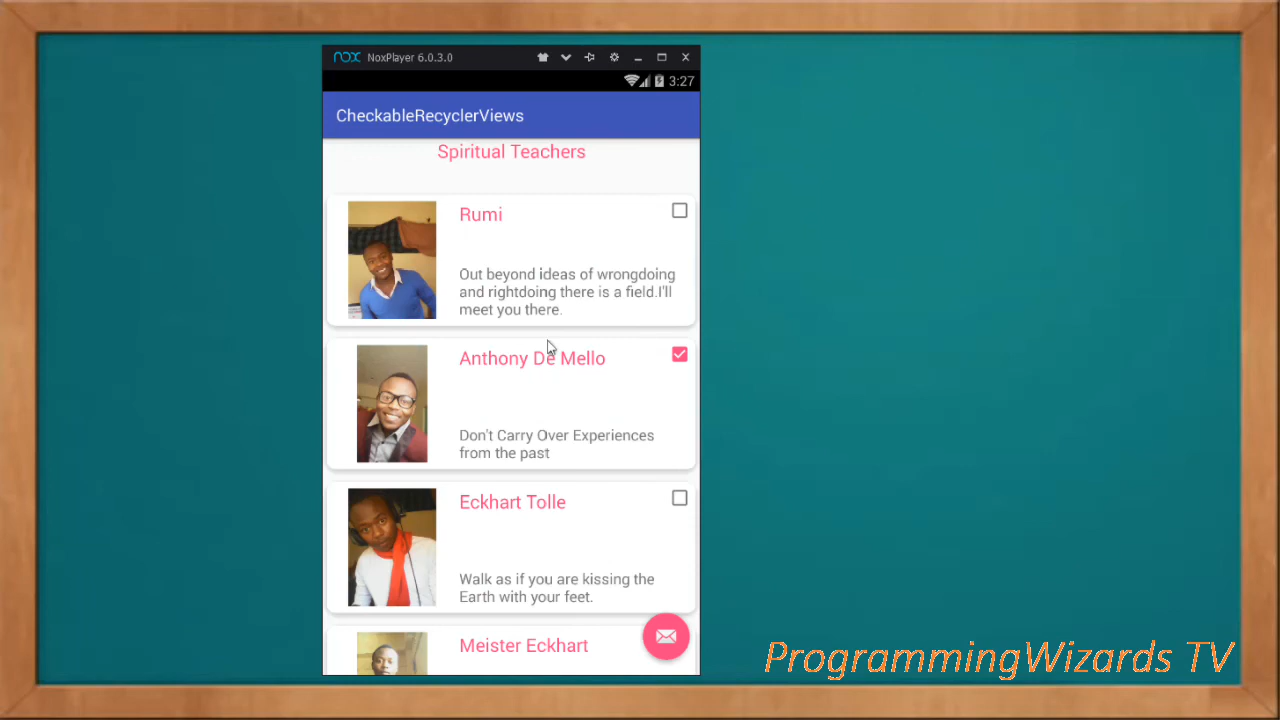 nox NoxPlayer 6.0.3.0
3:27
CheckableRecyclerViews
Spiritual Teachers
Rumi
Out beyond ideas of wrongdoing
and rightdoing there is a field.I'll
meet you there.
Anthony De Mello
Don't Carry Over Experiences
from the past
Eckhart Tolle
Walk as if you are kissing the
Earth with your feet.
Meister Eckhart
ProgrammingWizards TV